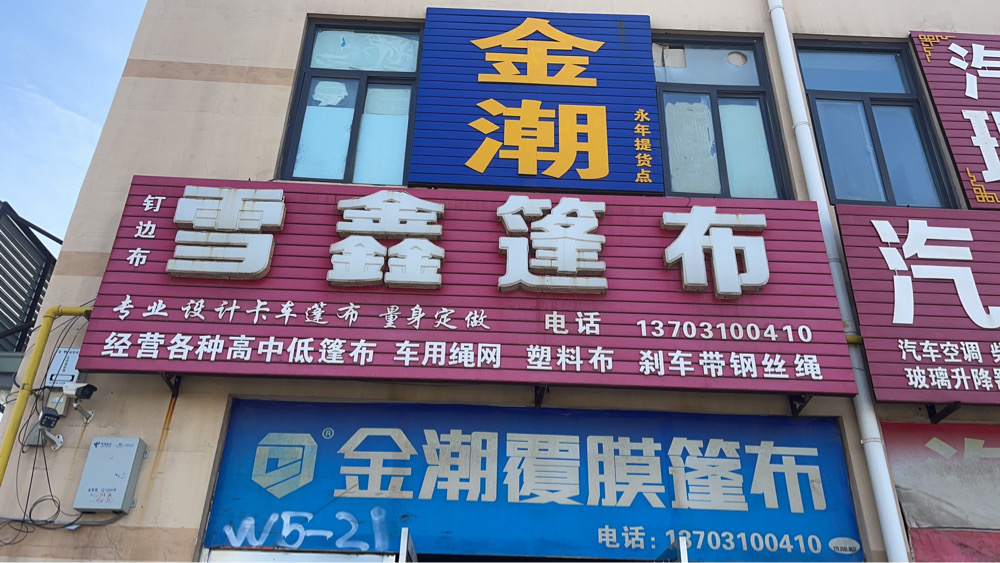 金潮
永年提货点
钉边布
雪鑫篷布
专业设计卡车篷布 量身定做 电话 13703100410
经营各种高中低篷布 车用绳网 塑料布 刹车带钢丝绳
®金潮覆膜篷布
W5-21
电话：13703100410
汽
玻
汽
汽车空调
玻璃升降器